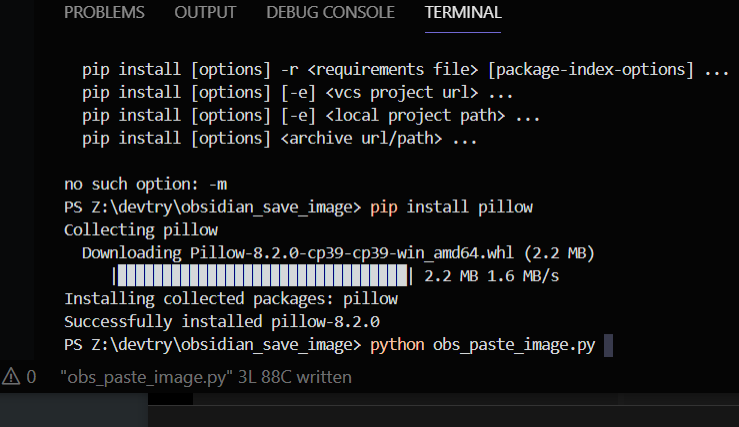 PROBLEMS OUTPUT DEBUG CONSOLE TERMINAL
pip install [options] -r <requirements file> [package-index-options] ...
pip install [options] [-e] <vcs project url> ...
pip install [options] [-e] <local project path> ...
pip install [options] <archive url/path> ...
no such option: -m
PS Z:\devtry\obsidian_save_image> pip install pillow
Collecting pillow
Downloading Pillow-8.2.0-cp39-cp39-win_amd64.whl (2.2 MB)
|████████████████████████████████| 2.2 MB 1.6 MB/s
Installing collected packages: pillow
Successfully installed pillow-8.2.0
PS Z:\devtry\obsidian_save_image> python obs_paste_image.py
0 "obs_paste_image.py" 3L 88C written